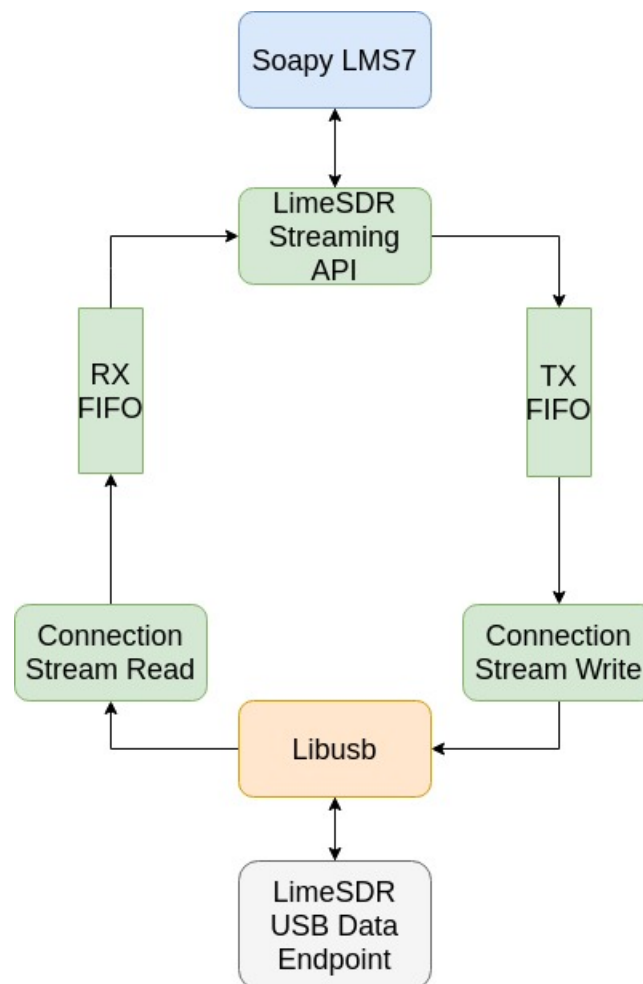 Soapy LMS7
LimeSDR
Streaming
API
RX
FIFO
TX
FIFO
Connection
Stream Read
Connection
Stream Write
Libusb
LimeSDR
USB Data
Endpoint